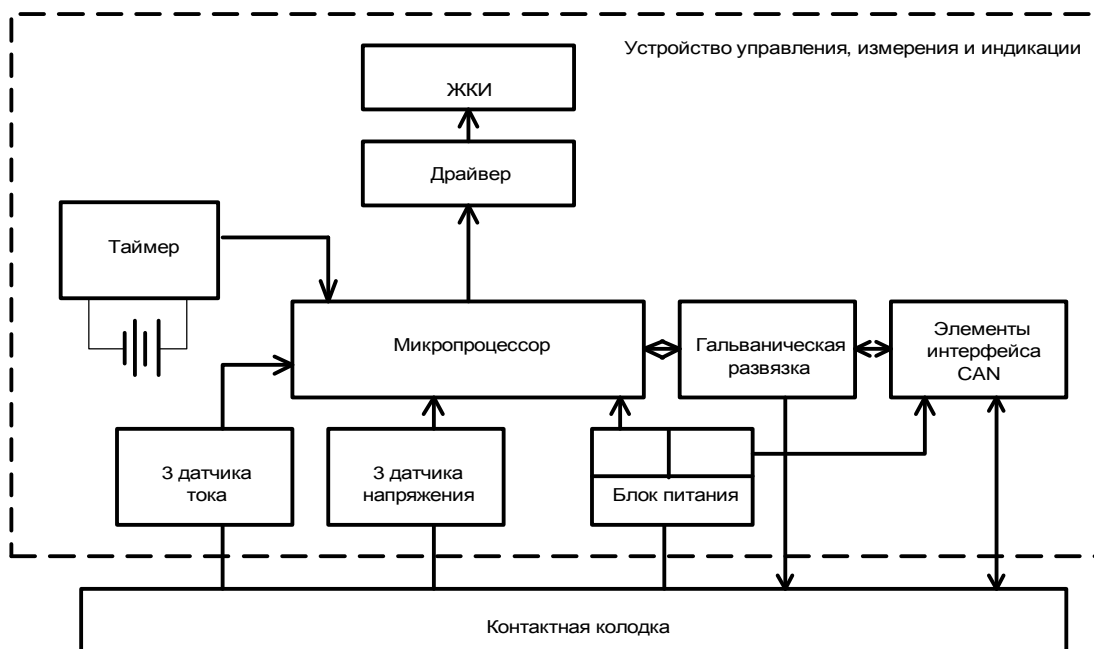 Устройство управления, измерения и индикации
ЖКИ
Драйвер
Таймер
Микропроцессор
Гальваническая
развязка
Элементы
интерфейса
CAN
3 датчика
тока
3 датчика
напряжения
Блок питания
Контактная колодка